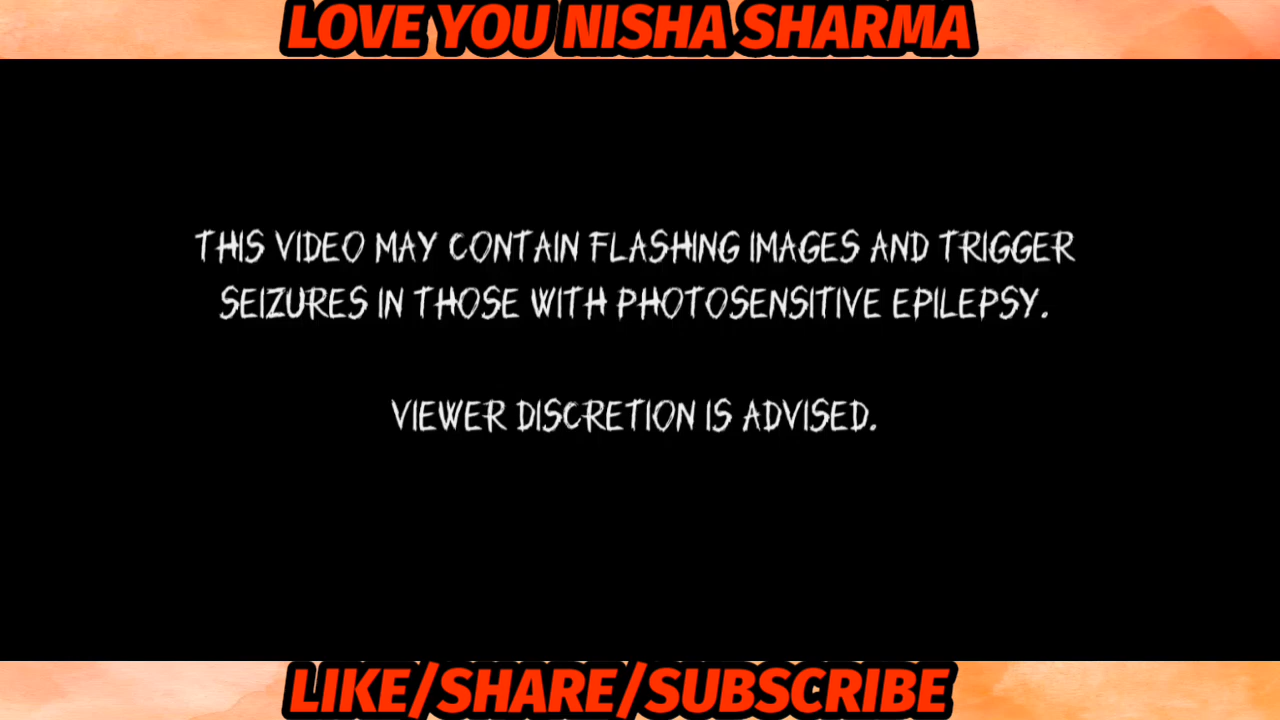 LOVE YOU NISHA SHARMA
THIS VIDEO MAY CONTAIN FLASHING IMAGES AND TRIGGER
SEIZURES IN THOSE WITH PHOTOSENSITIVE EPILEPSY.
VIEWER DISCRETION IS ADVISED.
LIKE/SHARE/SUBSCRIBE